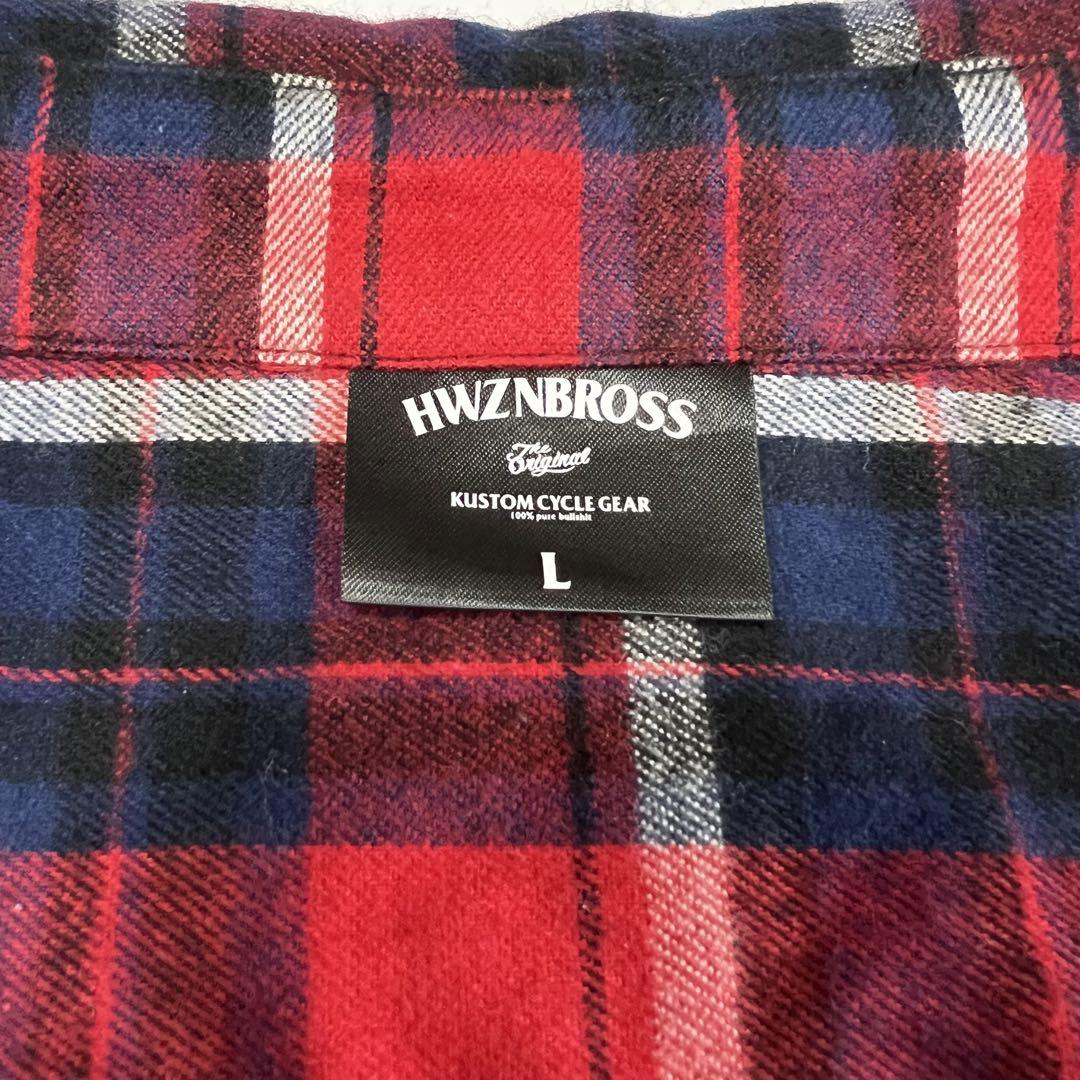 HWZNBROSS
The
Original
KUSTOM CYCLE GEAR
100% pure bullshit
L